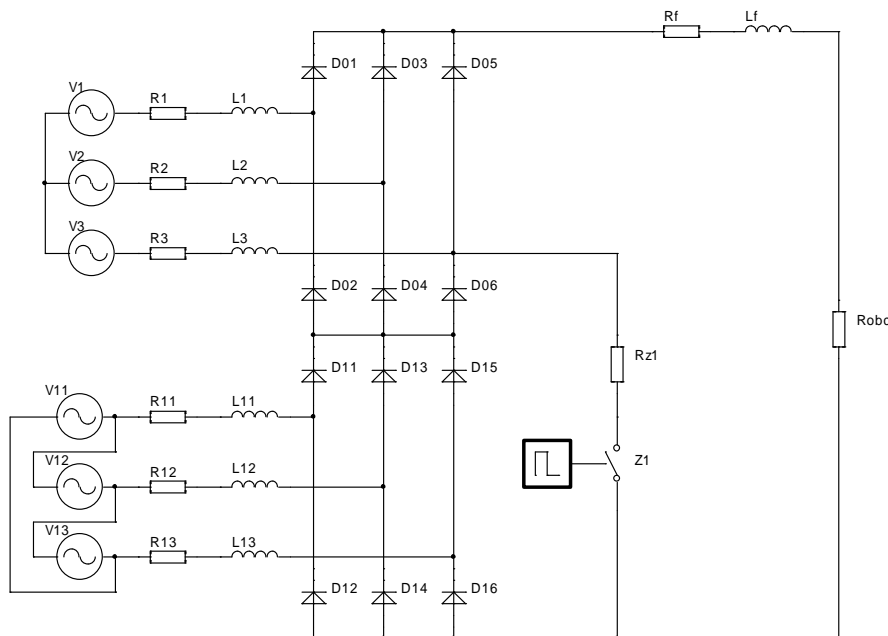 Rf Lf
D01 D03 D05
V1 R1 L1
V2 R2 L2
V3 R3 L3
D02 D04 D06
Robc
Rz1
D11 D13 D15
V11 R11 L11
V12 R12 L12
Z1
V13 R13 L13
D12 D14 D16